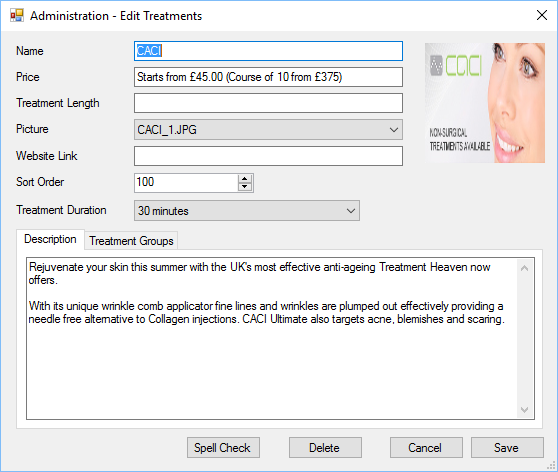 Administration - Edit Treatments
Name
CACI
Price
Starts from £45.00 (Course of 10 from £375)
Treatment Length
Picture
CACI_1.JPG
Website Link
Sort Order
100
Treatment Duration
30 minutes
CACI
NON-SURGICAL
TREATMENTS AVAILABLE
Description
Treatment Groups
Rejuvenate your skin this summer with the UK's most effective anti-ageing Treatment Heaven now
offers.
With its unique wrinkle comb applicator fine lines and wrinkles are plumped out effectively providing a
needle free alternative to Collagen injections. CACI Ultimate also targets acne, blemishes and scaring.
Spell Check
Delete
Cancel
Save